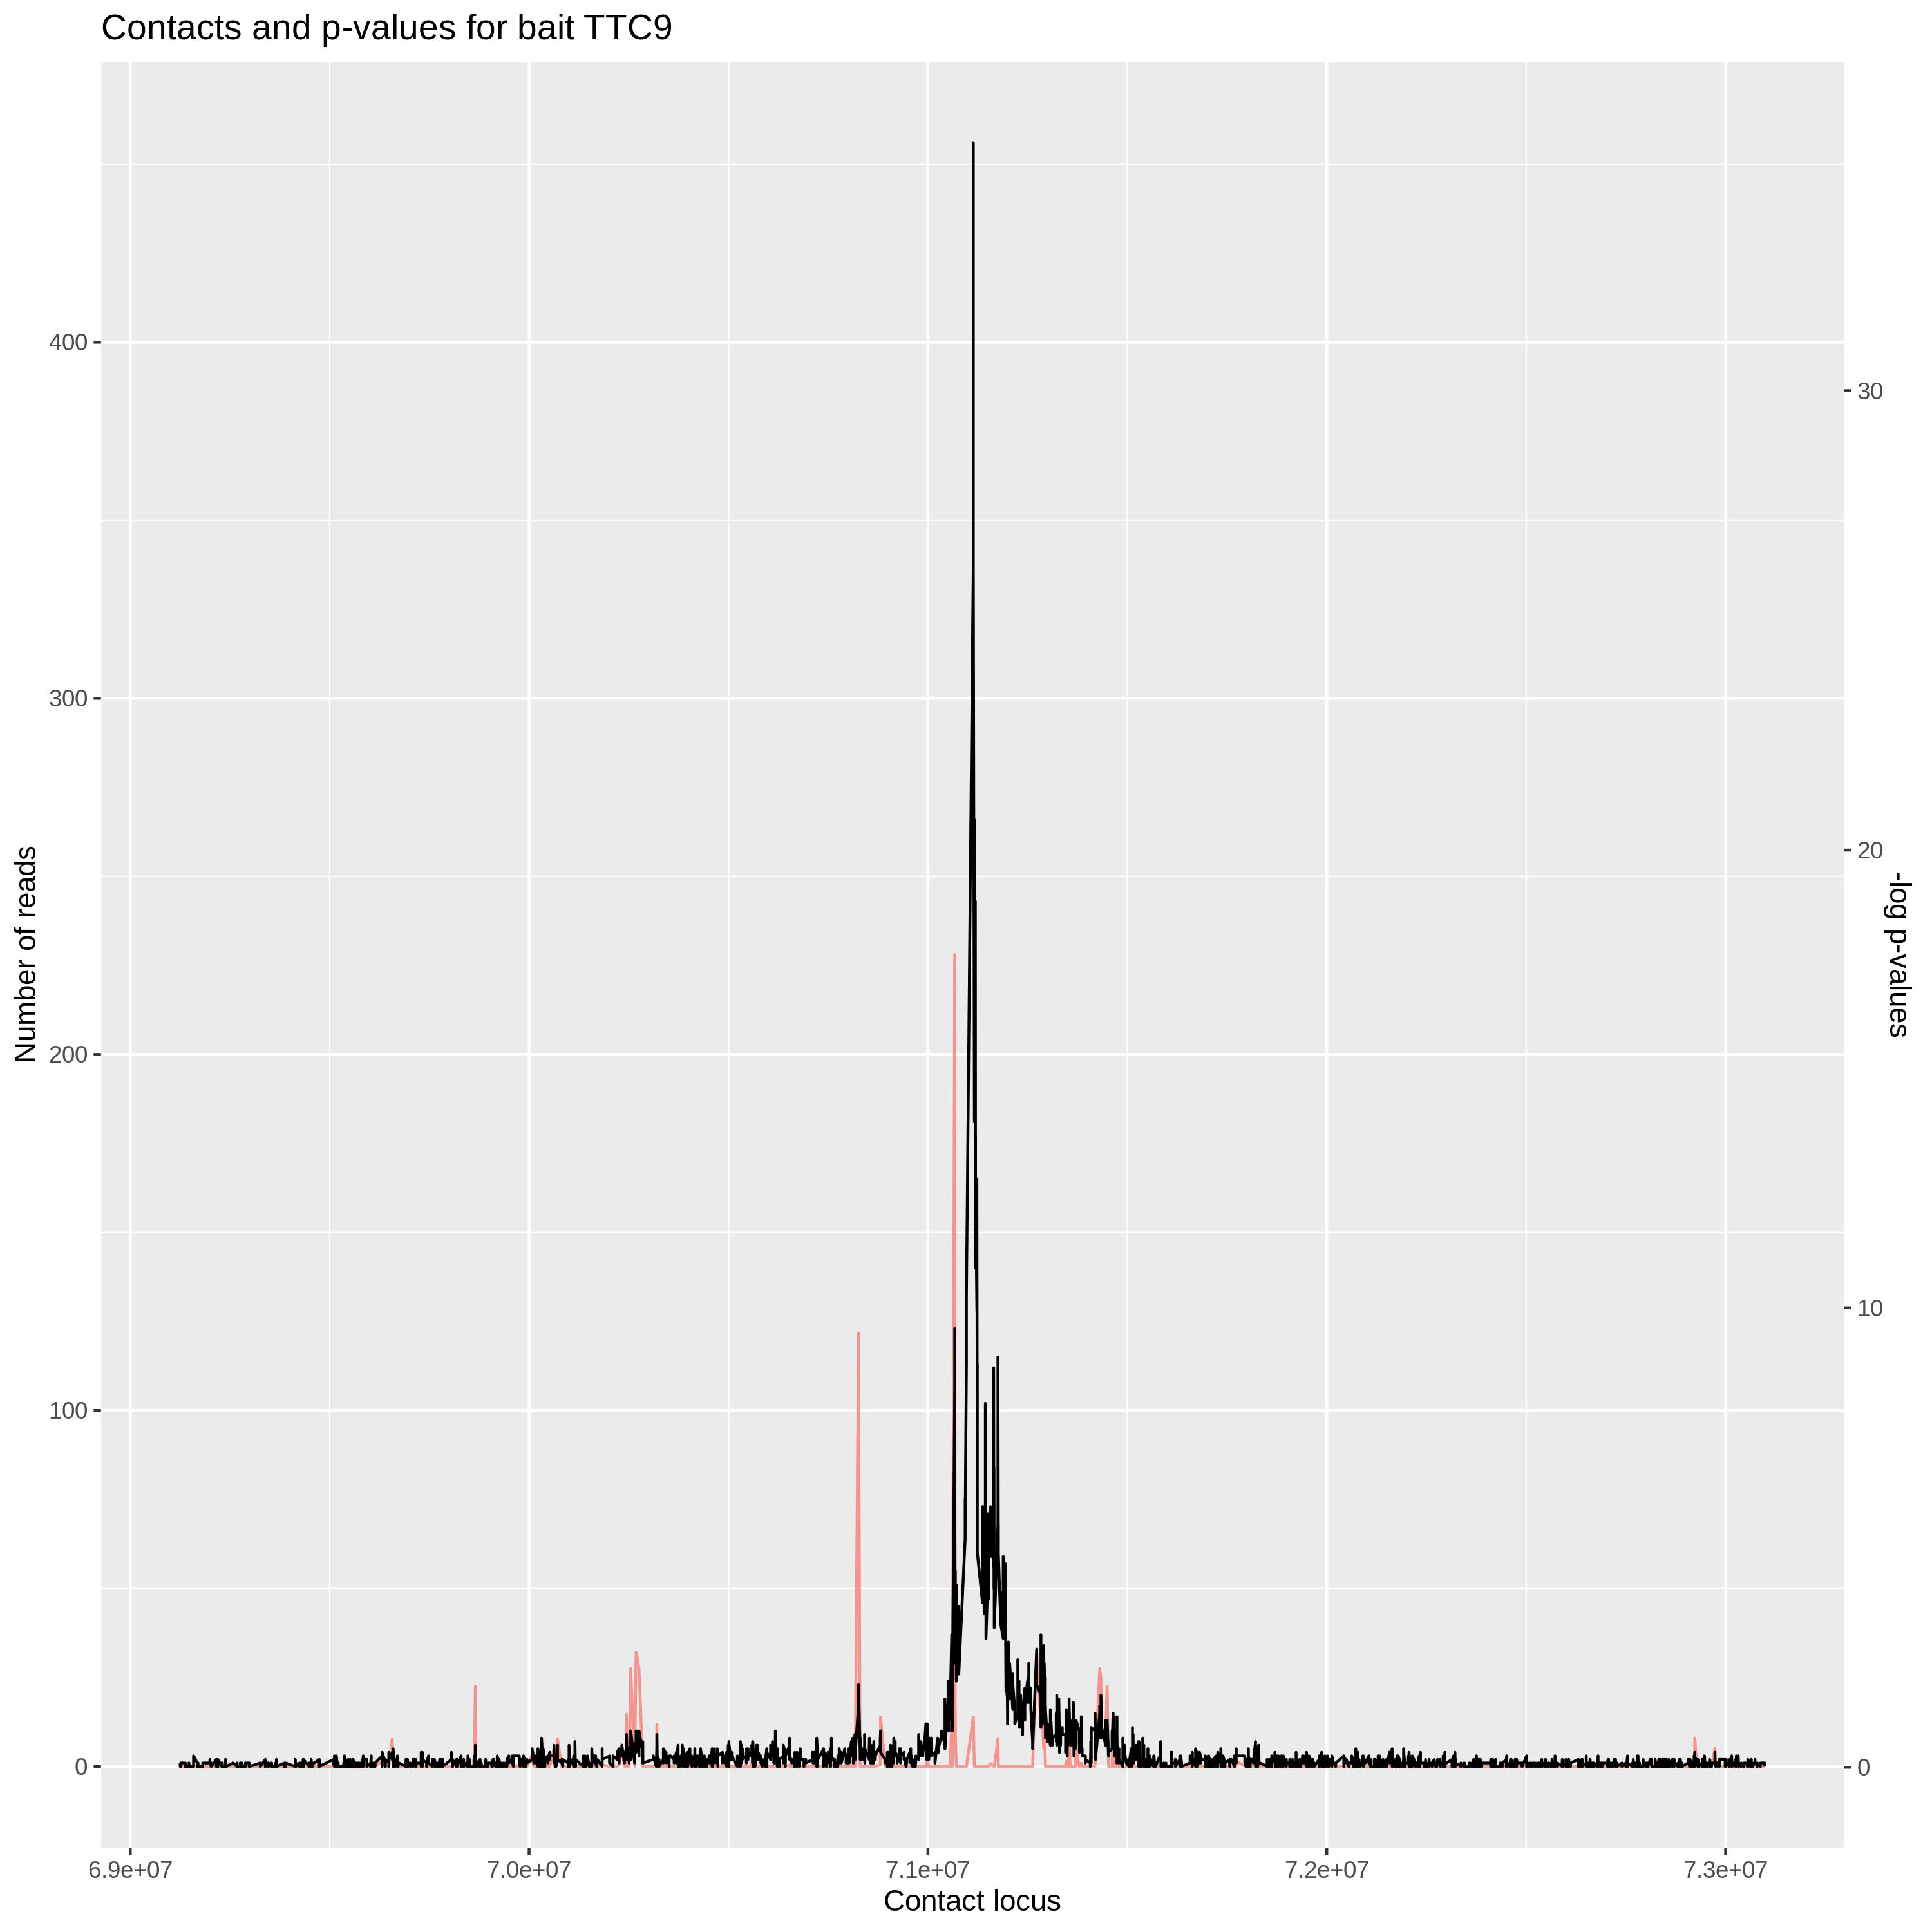 Contacts and p-values for bait TTC9
Number of reads
400
300
200
100
0
30
20
10
0
-log p-values
6.9e+07
7.0e+07
7.1e+07
7.2e+07
7.3e+07
Contact locus